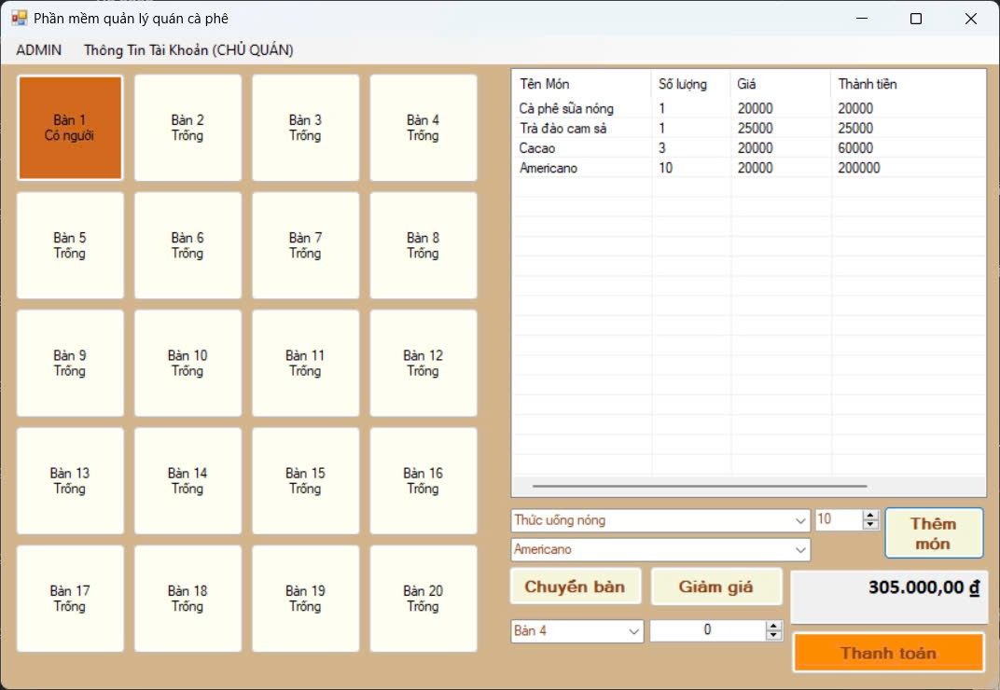 Phần mềm quản lý quán cà phê
ADMIN Thông Tin Tài Khoản (CHỦ QUÁN)
Bàn 1
Có người
Bàn 2
Trống
Bàn 3
Trống
Bàn 4
Trống
Bàn 5
Trống
Bàn 6
Trống
Bàn 7
Trống
Bàn 8
Trống
Bàn 9
Trống
Bàn 10
Trống
Bàn 11
Trống
Bàn 12
Trống
Bàn 13
Trống
Bàn 14
Trống
Bàn 15
Trống
Bàn 16
Trống
Bàn 17
Trống
Bàn 18
Trống
Bàn 19
Trống
Bàn 20
Trống
Tên Món Số lượng Giá Thành tiền
Cà phê sữa nóng 1 20000 20000
Trà đào cam sả 1 25000 25000
Cacao 3 20000 60000
Americano 10 20000 200000
Thức uống nóng 10
Americano
Thêm
món
Chuyển bàn Giảm giá
305.000,00 ₫
Bàn 4 0
Thanh toán